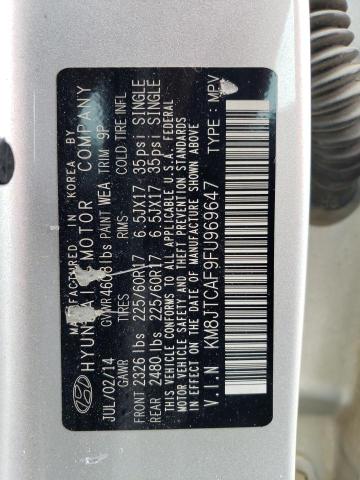 MADE IN KOREA BY
HYUNDAI MOTOR COMPANY
JUL/02/14 GVWR 4608 lbs PAINT WEA TRIM 9P
GAWR TIRES RIMS COLD TIRE INFL
FRONT 2326 lbs 225/60R17 6.5JX17 35psi SINGLE
REAR 2480 lbs 225/60R17 6.5JX17 35psi SINGLE
THIS VEHICLE CONFORMS TO ALL APPLICABLE U.S.A. FEDERAL
MOTOR VEHICLE SAFETY AND THEFT PREVENTION STANDARDS
IN EFFECT ON THE DATE OF MANUFACTURE SHOWN ABOVE.
V.I.N : KM8JTCAF9FU969647 TYPE : MPV